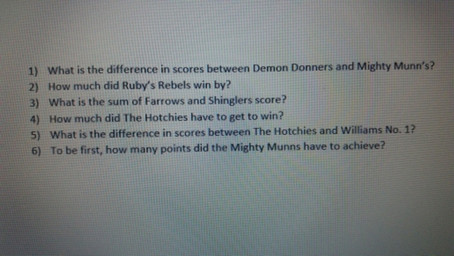 1) What is the difference in scores between Demon Donners and Mighty Munn's?
2) How much did Ruby's Rebels win by?
3) What is the sum of Farrows and Shinglers score?
4) How much did The Hotchies have to get to win?
5) What is the difference in scores between The Hotchies and Williams No. 1?
6) To be first, how many points did the Mighty Munns have to achieve?